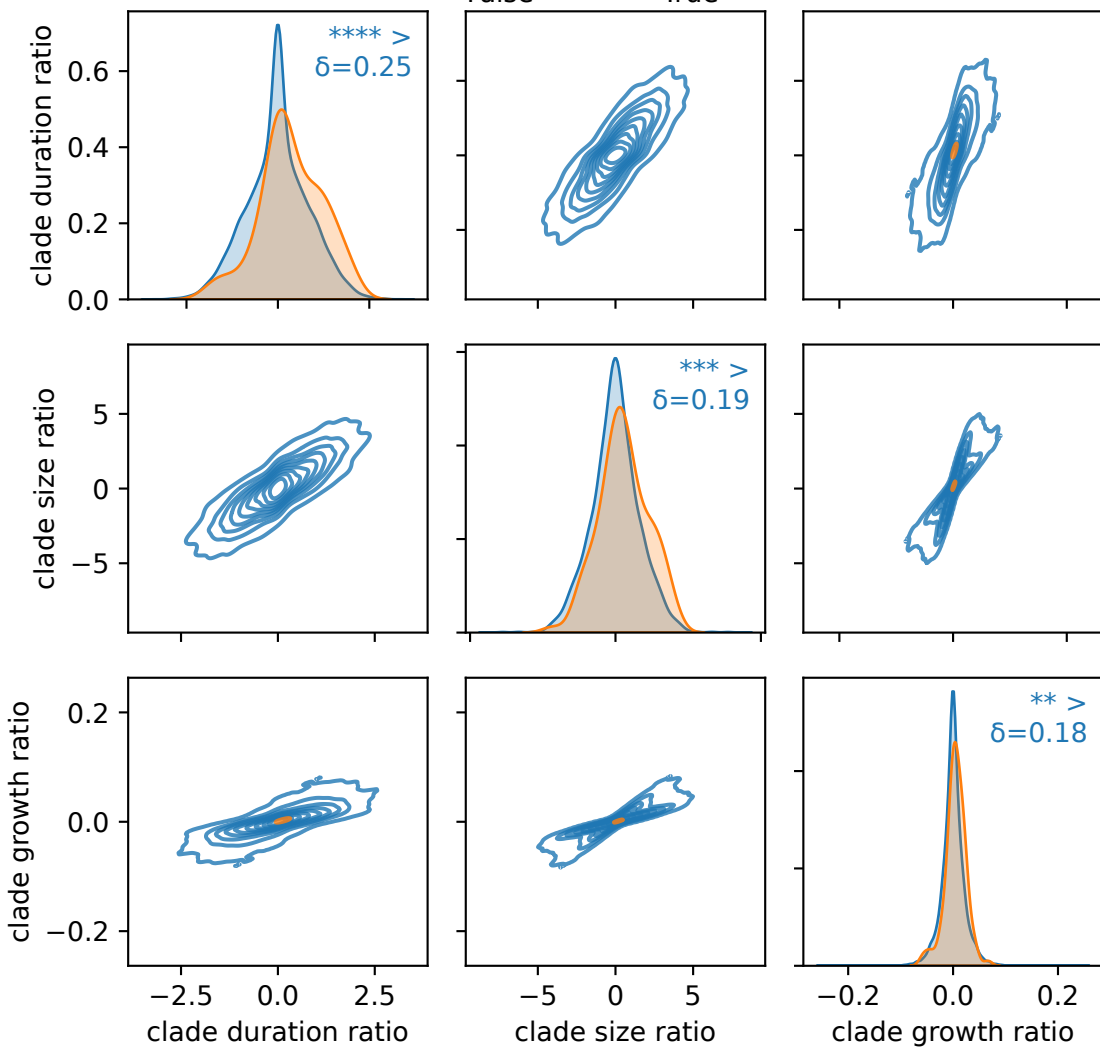 True
clade duration ratio
0.6
0.4
0.2
0.0
**** >
δ=0.25
clade size ratio
5
0
−5
*** >
δ=0.19
clade growth ratio
0.2
0.0
−0.2
** >
δ=0.18
−2.5
0.0
2.5
−5
0
5
−0.2
0.0
0.2
clade duration ratio
clade size ratio
clade growth ratio